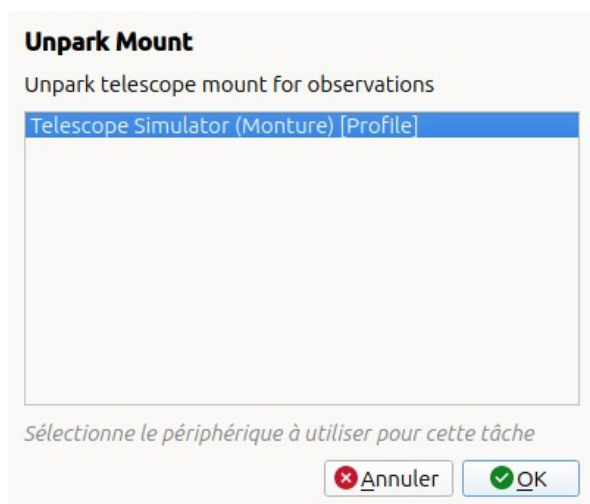 Unpark Mount
Unpark telescope mount for observations
Telescope Simulator (Monture) [Profile]
Sélectionne le périphérique à utiliser pour cette tâche
Annuler OK